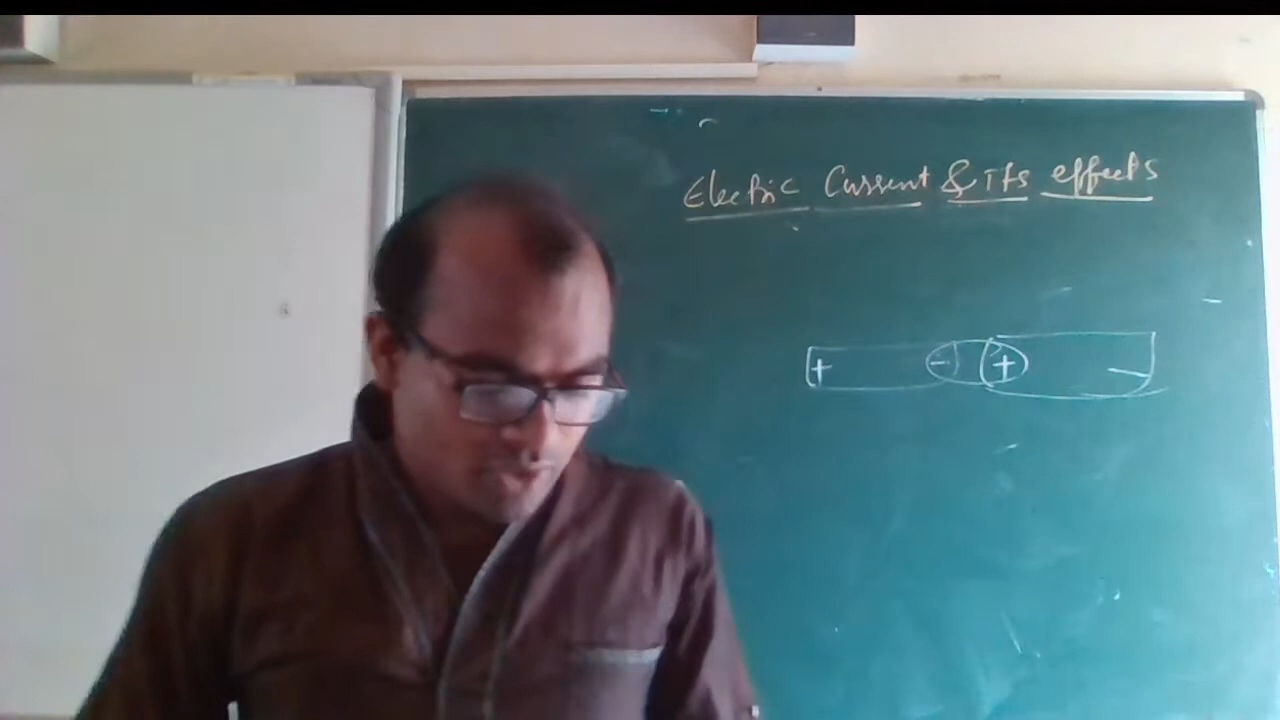 Electric Current & Its effects
+ - + -